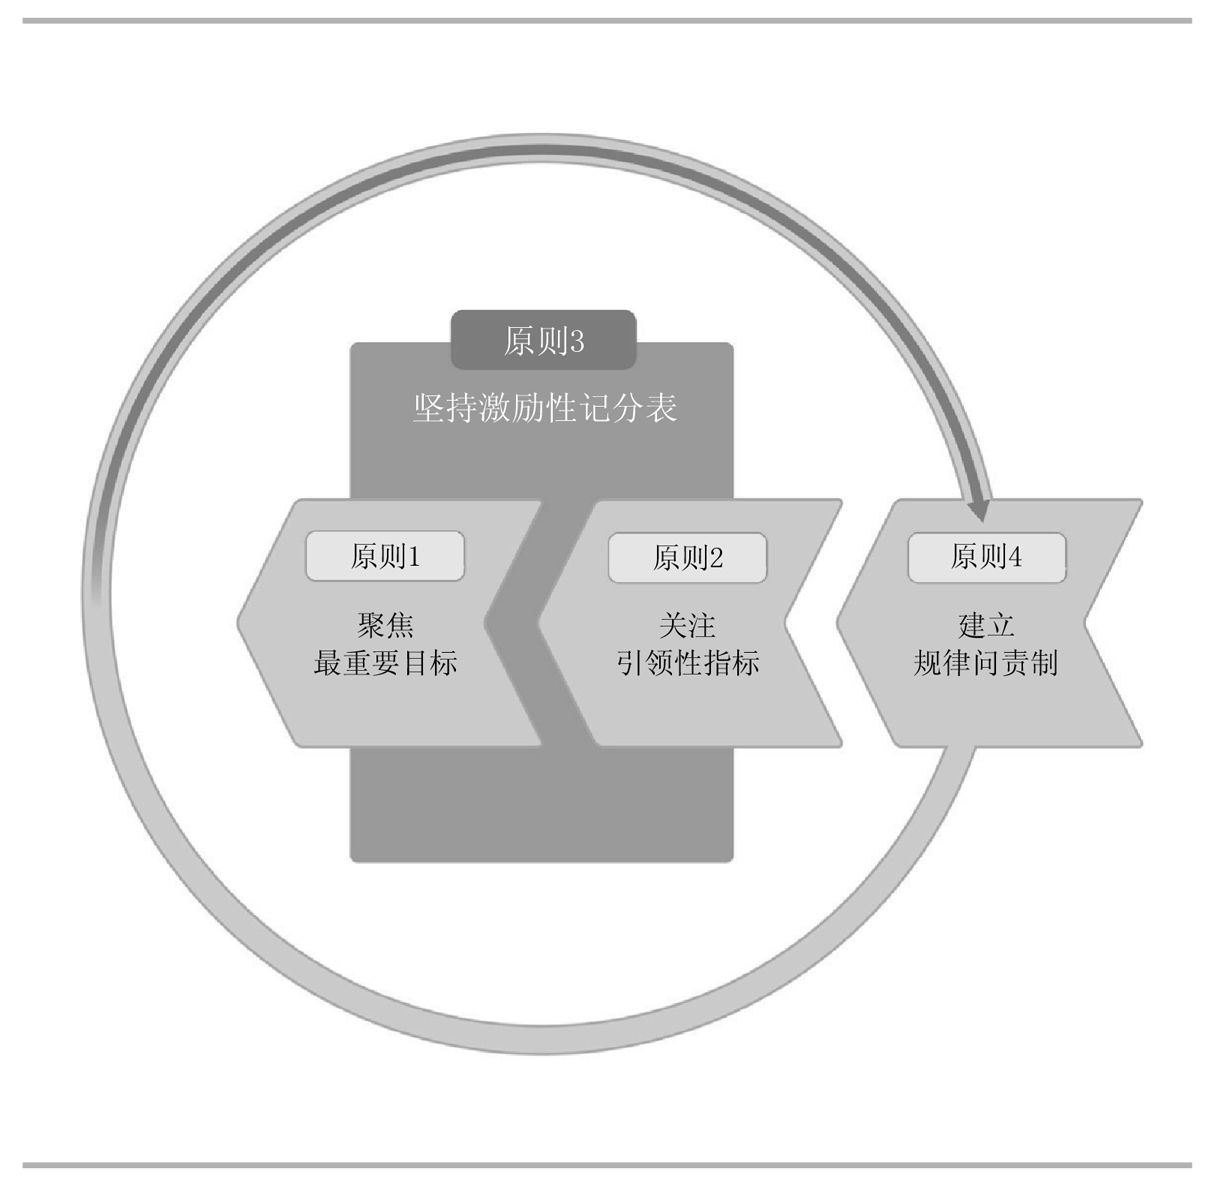 原则3
坚持激励性记分表
原则1
聚焦
最重要目标
原则2
关注
引领性指标
原则4
建立
规律问责制